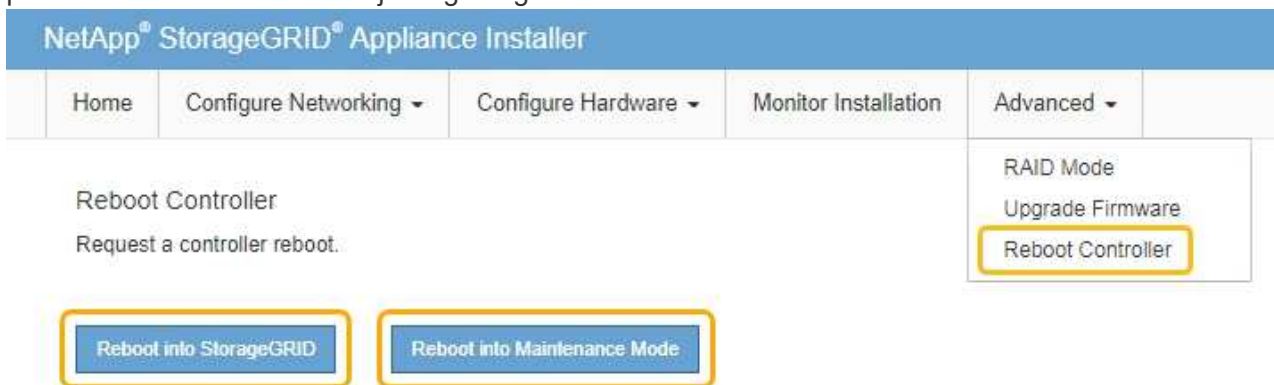 NetApp® StorageGRID® Appliance Installer
Home Configure Networking Configure Hardware Monitor Installation Advanced
RAID Mode
Upgrade Firmware
Reboot Controller
Reboot Controller
Request a controller reboot.
Reboot into StorageGRID Reboot into Maintenance Mode